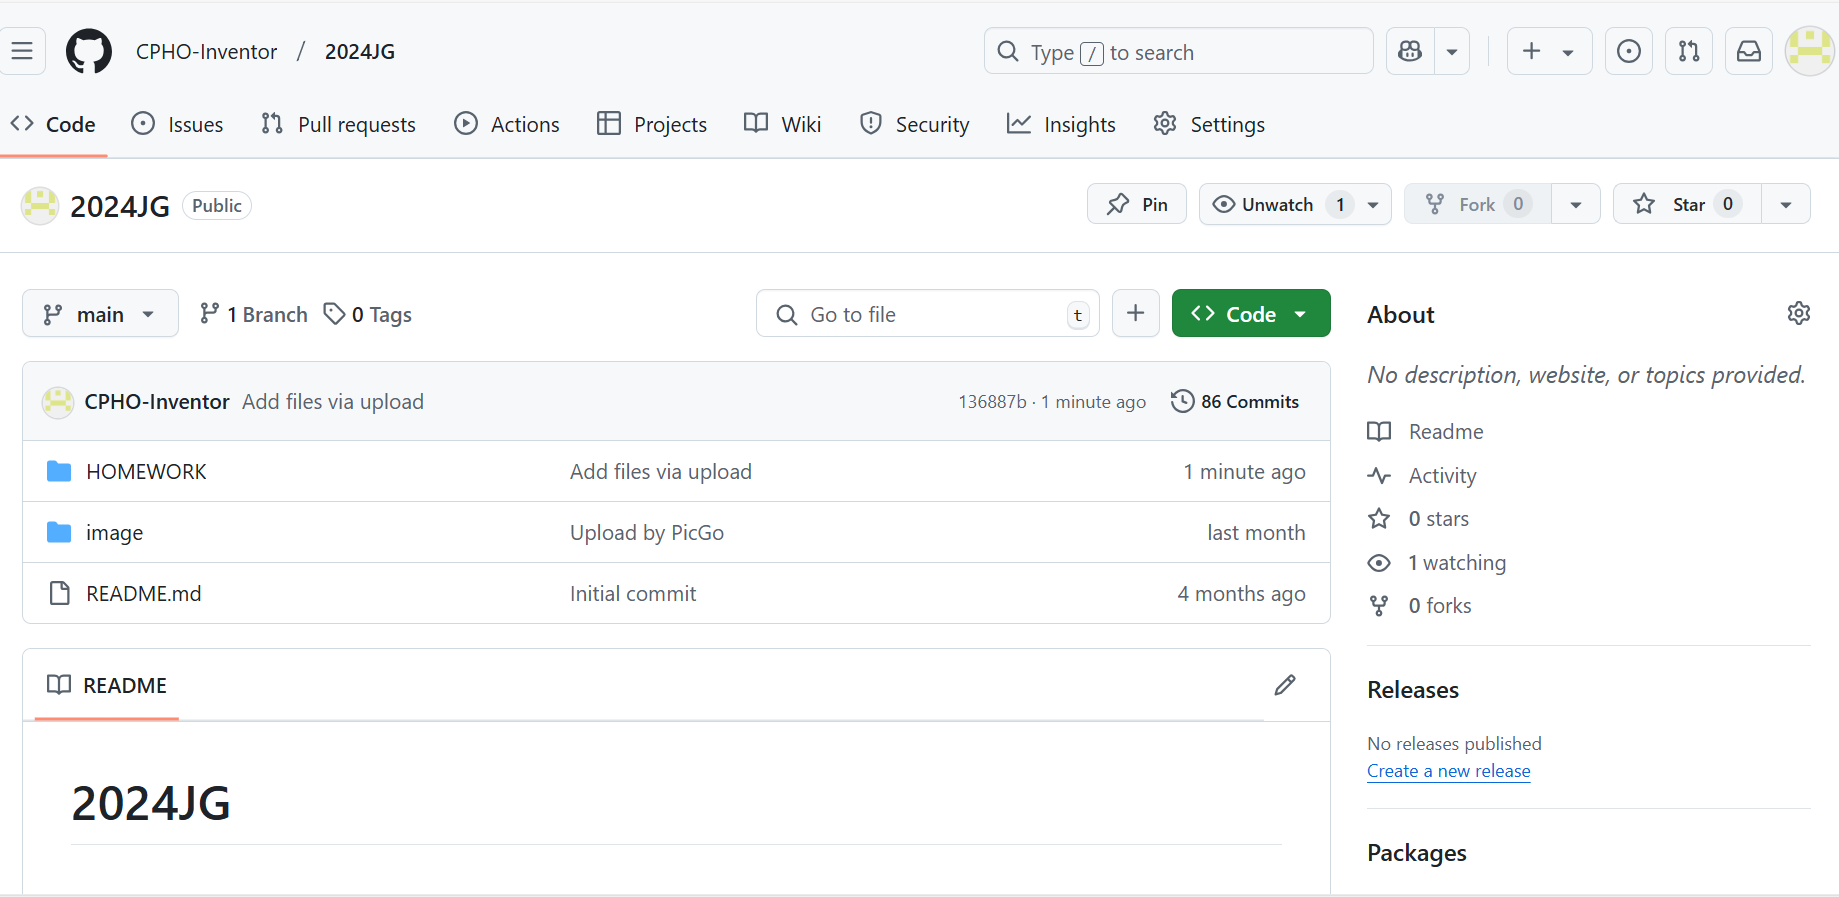 CPHO-Inventor / 2024JG Type / to search
Code Issues Pull requests Actions Projects Wiki Security Insights Settings
2024JG Public Pin Unwatch 1 Fork 0 Star 0
main 1 Branch 0 Tags Go to file t + Code
CPHO-Inventor Add files via upload 136887b · 1 minute ago 86 Commits
HOMEWORK Add files via upload 1 minute ago
image Upload by PicGo last month
README.md Initial commit 4 months ago
README
2024JG
About
No description, website, or topics provided.
Readme
Activity
0 stars
1 watching
0 forks
Releases
No releases published
Create a new release
Packages